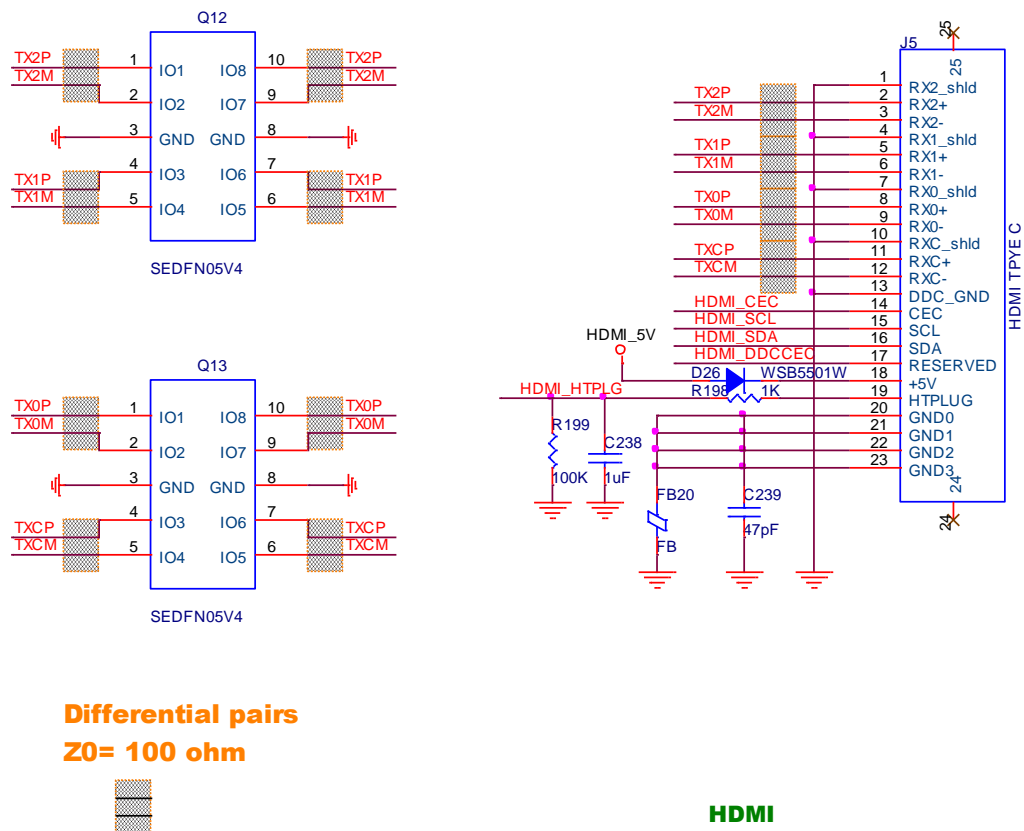 Q12
TX2P
TX2M
TX1P
TX1M
1
2
3
4
5
IO1
IO2
GND
IO3
IO4
IO8
IO7
GND
IO6
IO5
10
9
8
7
6
TX2P
TX2M
TX1P
TX1M
SEDFN05V4
Q13
TX0P
TX0M
TXCP
TXCM
1
2
3
4
5
IO1
IO2
GND
IO3
IO4
IO8
IO7
GND
IO6
IO5
10
9
8
7
6
TX0P
TX0M
TXCP
TXCM
SEDFN05V4
Differential pairs
Z0= 100 ohm
J5
25
25
TX2P
TX2M
TX1P
TX1M
TX0P
TX0M
TXCP
TXCM
HDMI_CEC
HDMI_SCL
HDMI_SDA
HDMI_DDCCEC
HDMI_5V
D26 WSB5501W
HDMI_HTPLG
R198 1K
1 RX2_shld
2 RX2+
3 RX2-
4 RX1_shld
5 RX1+
6 RX1-
7 RX0_shld
8 RX0+
9 RX0-
10 RXC_shld
11 RXC+
12 RXC-
13 DDC_GND
14 CEC
15 SCL
16 SDA
17 RESERVED
18 +5V
19 HTPLUG
20 GND0
21 GND1
22 GND2
23 GND3
24
24
HDMI TPYE C
R199
100K
C238
1uF
FB20
FB
C239
47pF
HDMI